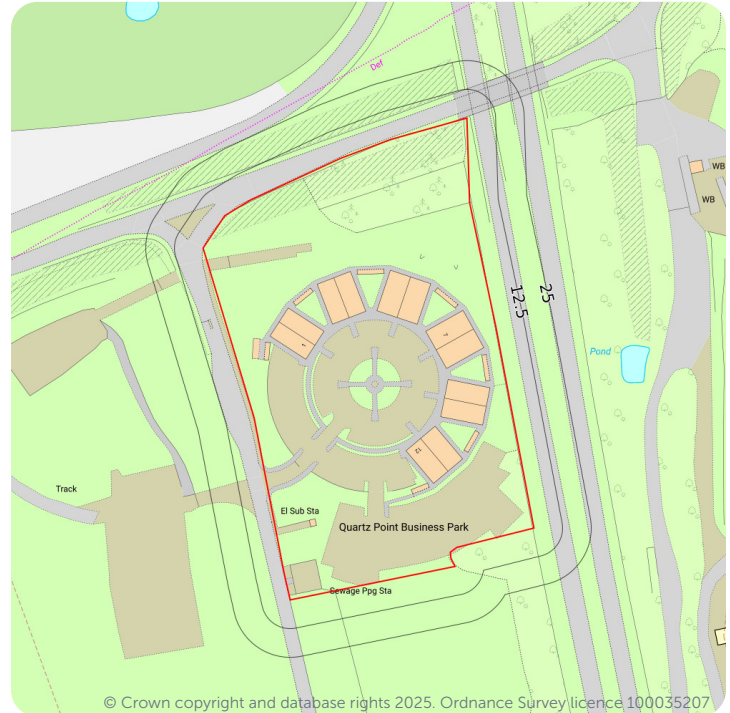 Def
WB
WB
12.5
25
Pond
Track
El Sub Sta
Quartz Point Business Park
Sewage Ppg Sta
© Crown copyright and database rights 2025. Ordnance Survey licence 100035207